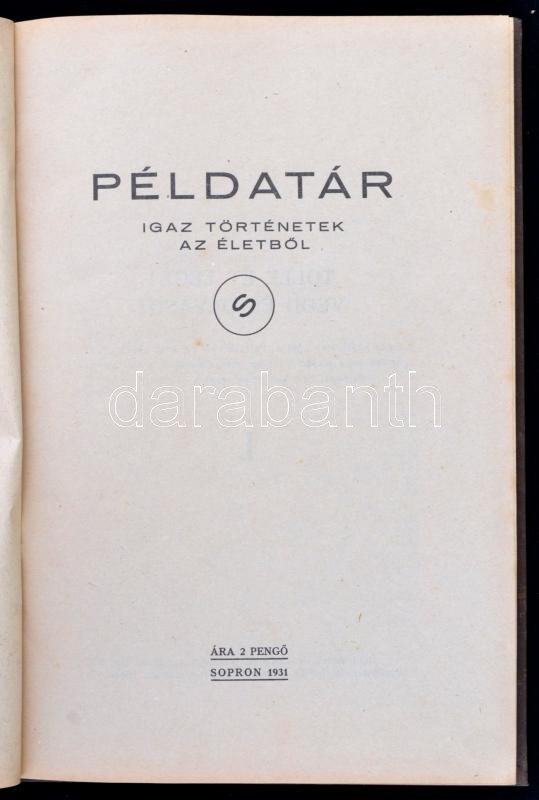 PÉLDATÁR
IGAZ TÖRTÉNETEK
AZ ÉLETBŐL
S
darabanth
ÁRA 2 PENGŐ
SOPRON 1931